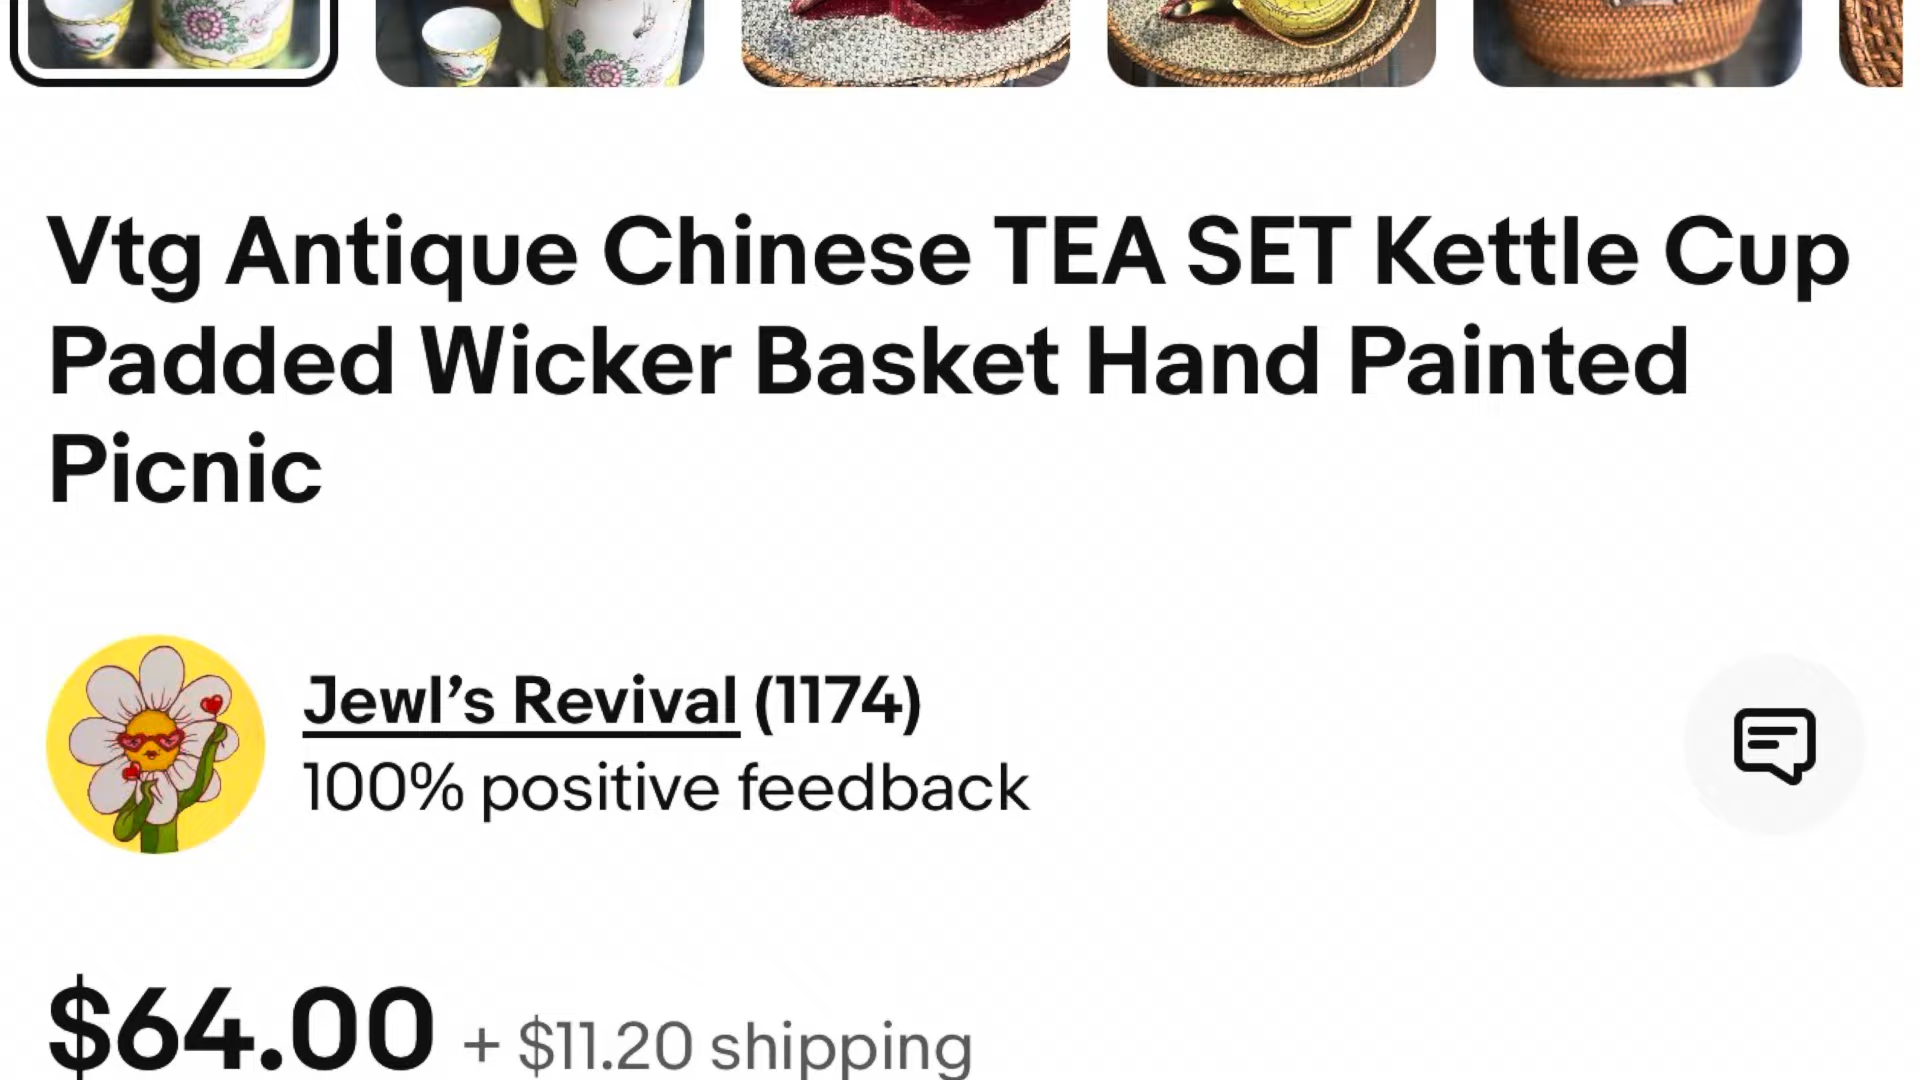 Vtg Antique Chinese TEA SET Kettle Cup
Padded Wicker Basket Hand Painted
Picnic
Jewl’s Revival (1174)
100% positive feedback
$64.00 + $11.20 shipping